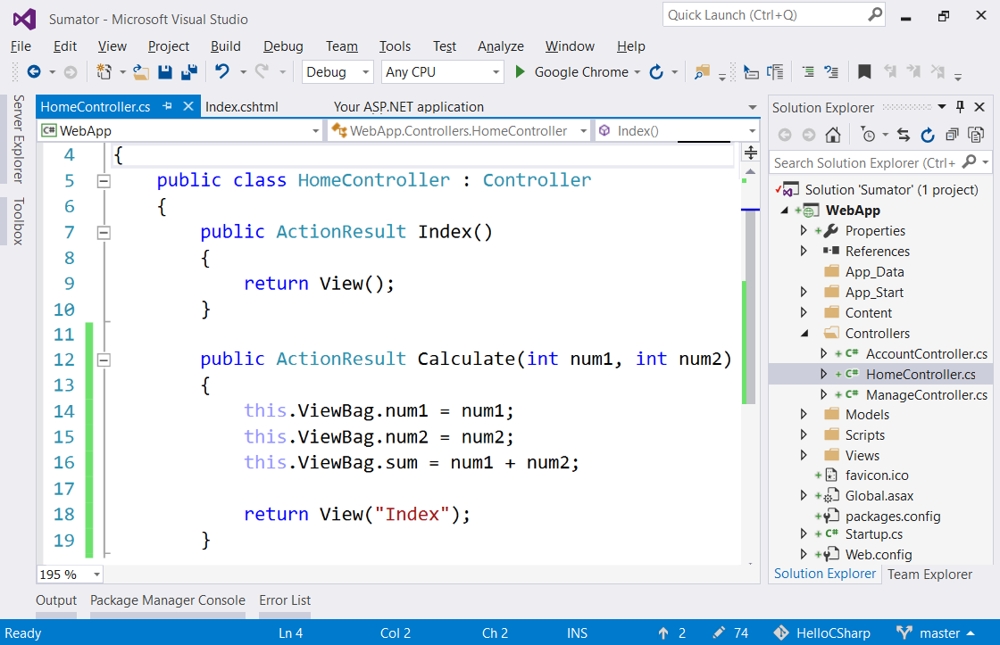 Sumator - Microsoft Visual Studio
Quick Launch (Ctrl+Q)
File Edit View Project Build Debug Team Tools Test Analyze Window Help
Debug Any CPU Google Chrome
Server Explorer
Toolbox
HomeController.cs Index.cshtml Your ASP.NET application
C# WebApp WebApp.Controllers.HomeController Index()
4 {
5 public class HomeController : Controller
6 {
7 public ActionResult Index()
8 {
9 return View();
10 }
11
12 public ActionResult Calculate(int num1, int num2)
13 {
14 this.ViewBag.num1 = num1;
15 this.ViewBag.num2 = num2;
16 this.ViewBag.sum = num1 + num2;
17
18 return View("Index");
19 }
195 %
Solution Explorer
Search Solution Explorer (Ctrl+
Solution 'Sumator' (1 project)
WebApp
Properties
References
App_Data
App_Start
Content
Controllers
C# AccountController.cs
C# HomeController.cs
C# ManageController.cs
Models
Scripts
Views
favicon.ico
Global.asax
packages.config
C# Startup.cs
Web.config
Solution Explorer Team Explorer
Output Package Manager Console Error List
Ready Ln 4 Col 2 Ch 2 INS 2 74 HelloCSharp master